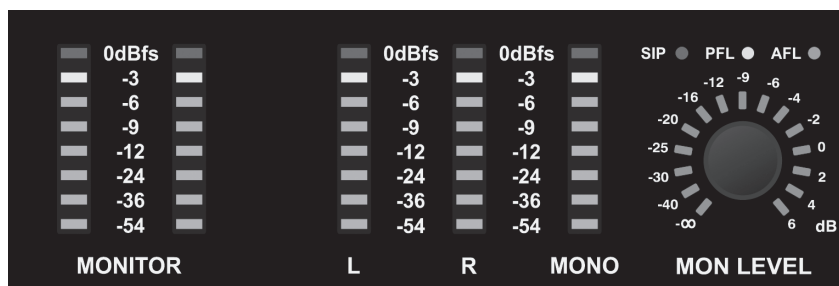 0dBfs 0dBfs 0dBfs SIP PFL AFL
-3 -3 -3
-6 -6 -6
-9 -9 -9
-12 -12 -12
-24 -24 -24
-36 -36 -36
-54 -54 -54
-∞ -40 -30 -25 -20 -16 -12 -9 -6 -4 -2 0 2 4 6 dB
MONITOR L R MONO MON LEVEL